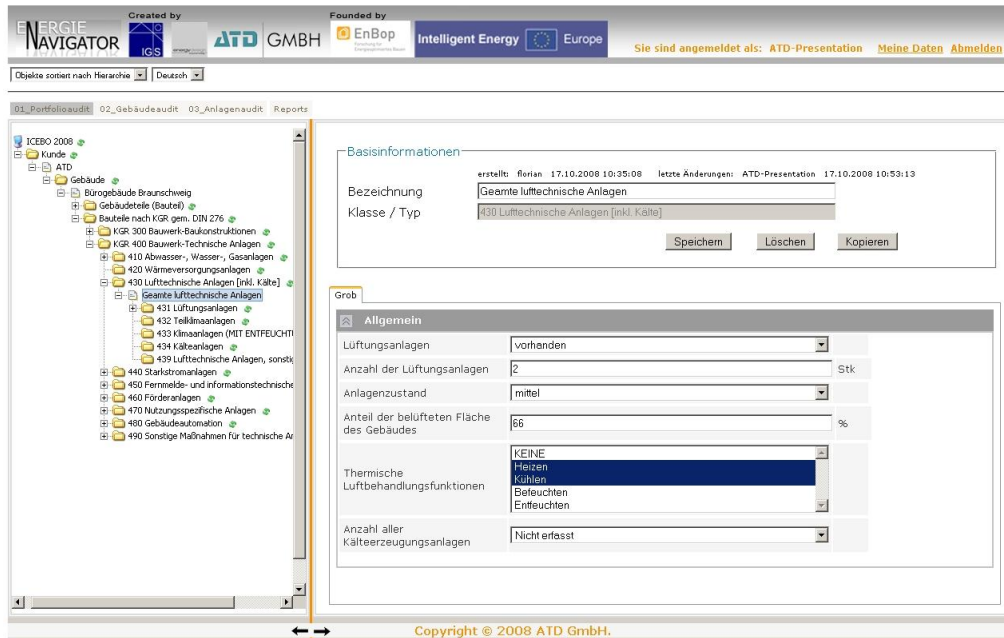 Created by
Founded by
ENERGIE
NAVIGATOR
IGS
ATD GMBH
EnBop
Intelligent Energy Europe
Sie sind angemeldet als: ATD-Presentation Meine Daten Abmelden
Objekte sortiert nach Hierarchie Deutsch
01_Portfolioaudit 02_Gebäudeaudit 03_Anlagenaudit Reports
ICEBO 2008
Kunde
ATD
Gebäude
Bürogebäude Braunschweig
Gebäudeteile (Bauteil)
Bauteile nach KGR gem. DIN 276
KGR 300 Bauwerk-Baukonstruktionen
KGR 400 Bauwerk-Technische Anlagen
410 Abwasser-, Wasser-, Gasanlagen
420 Wärmeversorgungsanlagen
430 Lufttechnische Anlagen [inkl. Kälte]
Geamte lufttechnische Anlagen
431 Lüftungsanlagen
432 Teilklimaanlagen
433 Klimaanlagen (MIT ENTFEUCHTU
434 Kälteanlagen
439 Lufttechnische Anlagen, sonstig
440 Starkstromanlagen
450 Fernmelde- und informationstechnische
460 Förderanlagen
470 Nutzungsspezifische Anlagen
480 Gebäudeautomation
490 Sonstige Maßnahmen für technische An
Basisinformationen
erstellt: florian 17.10.2008 10:35:08 letzte Änderungen: ATD-Presentation 17.10.2008 10:53:13
Bezeichnung Geamte lufttechnische Anlagen
Klasse / Typ 430 Lufttechnische Anlagen [inkl. Kälte]
Speichern Löschen Kopieren
Grob
Allgemein
Lüftungsanlagen vorhanden
Anzahl der Lüftungsanlagen 2 Stk
Anlagenzustand mittel
Anteil der belüfteten Fläche
des Gebäudes 66 %
KEINE
Heizen
Thermische
Luftbehandlungsfunktionen Kühlen
Befeuchten
Entfeuchten
Anzahl aller
Kälteerzeugungsanlagen Nicht erfasst
Copyright © 2008 ATD GmbH.